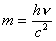 m = hν / c²